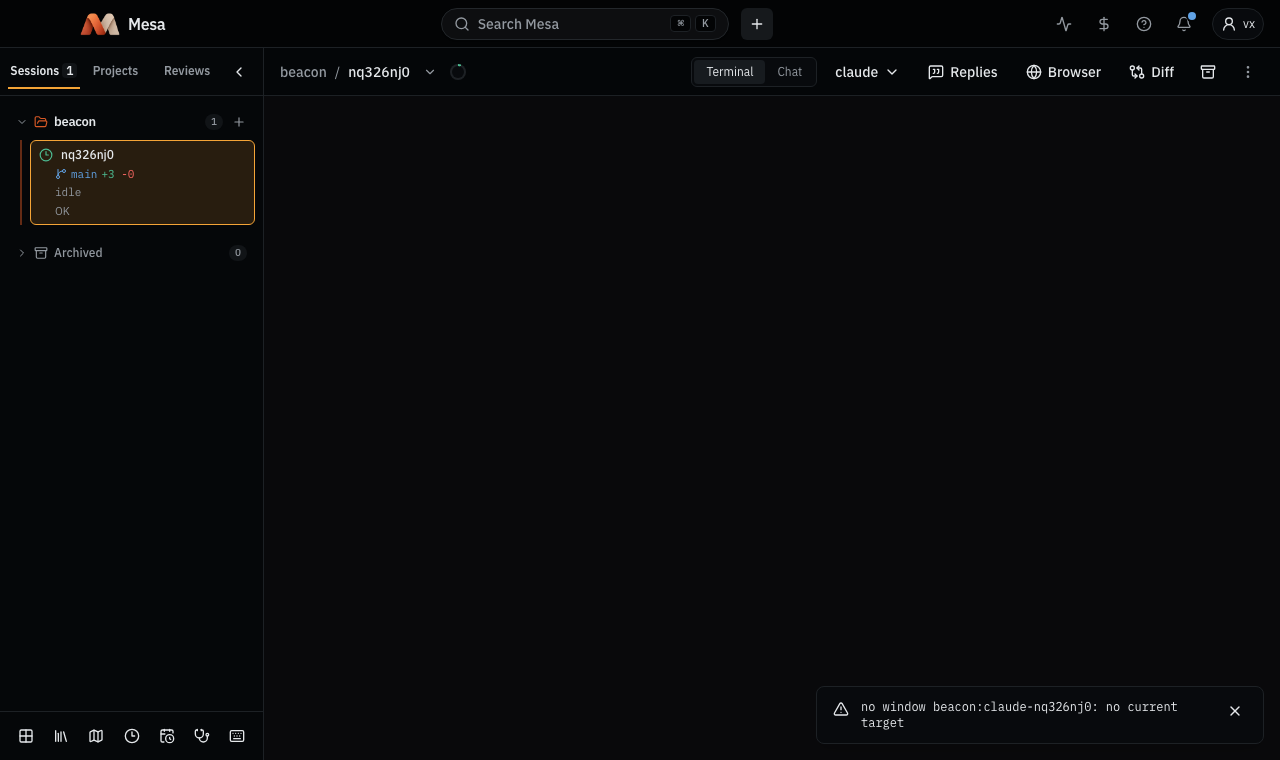 Mesa
Search Mesa
⌘ K
vx
Sessions 1 Projects Reviews
beacon / nq326nj0
Terminal Chat
claude
Replies
Browser
Diff
beacon 1
nq326nj0
main +3 -0
idle
OK
Archived 0
no window beacon:claude-nq326nj0: no current
target